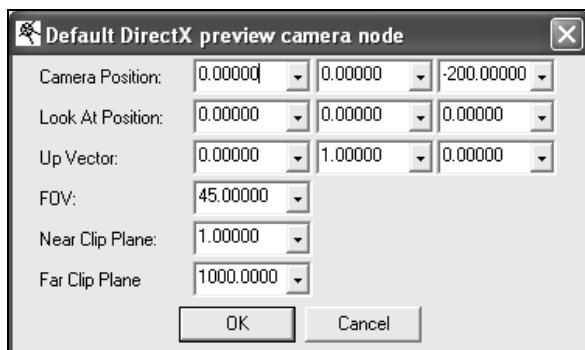 Default DirectX preview camera node
Camera Position: 0.00000 0.00000 -200.00000
Look At Position: 0.00000 0.00000 0.00000
Up Vector: 0.00000 1.00000 0.00000
FOV: 45.00000
Near Clip Plane: 1.00000
Far Clip Plane 1000.0000
OK Cancel